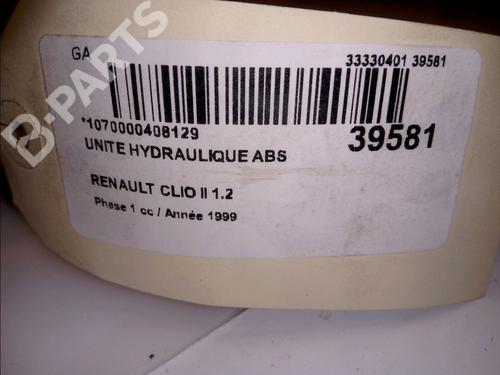 B-PARTS
GA
33330401 39581
*1070000408129
39581
UNITE HYDRAULIQUE ABS
RENAULT CLIO II 1.2
Phase 1 cc / Année 1999